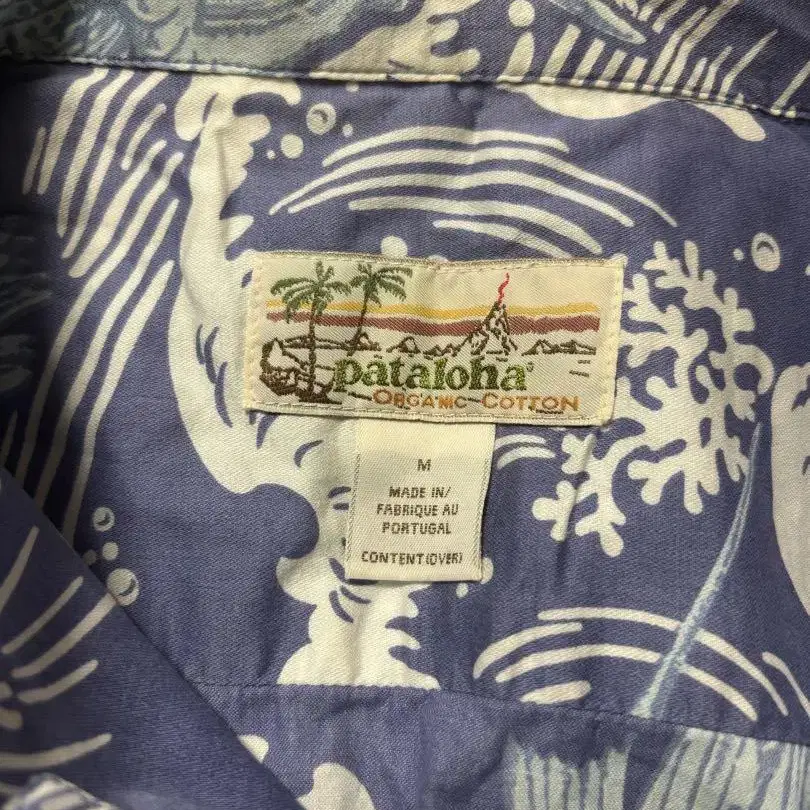 pataloha®
ORGANIC COTTON
M
MADE IN/
FABRIQUE AU
PORTUGAL
CONTENT(OVER)